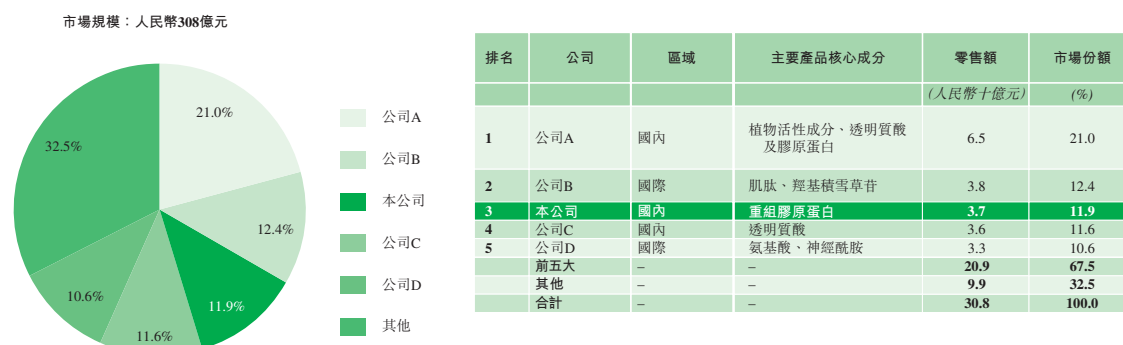 市場規模：人民幣308億元
21.0%
32.5%
12.4%
10.6%
11.9%
11.6%
公司A
公司B
本公司
公司C
公司D
其他
排名 公司 區域 主要產品核心成分 零售額 市場份額
(人民幣十億元) (%)
1 公司A 國內 植物活性成分、透明質酸 6.5 21.0
及膠原蛋白
2 公司B 國際 肌肽、羥基積雪草苷 3.8 12.4
3 本公司 國內 重組膠原蛋白 3.7 11.9
4 公司C 國內 透明質酸 3.6 11.6
5 公司D 國際 氨基酸、神經酰胺 3.3 10.6
前五大 – – 20.9 67.5
其他 – – 9.9 32.5
合計 – – 30.8 100.0